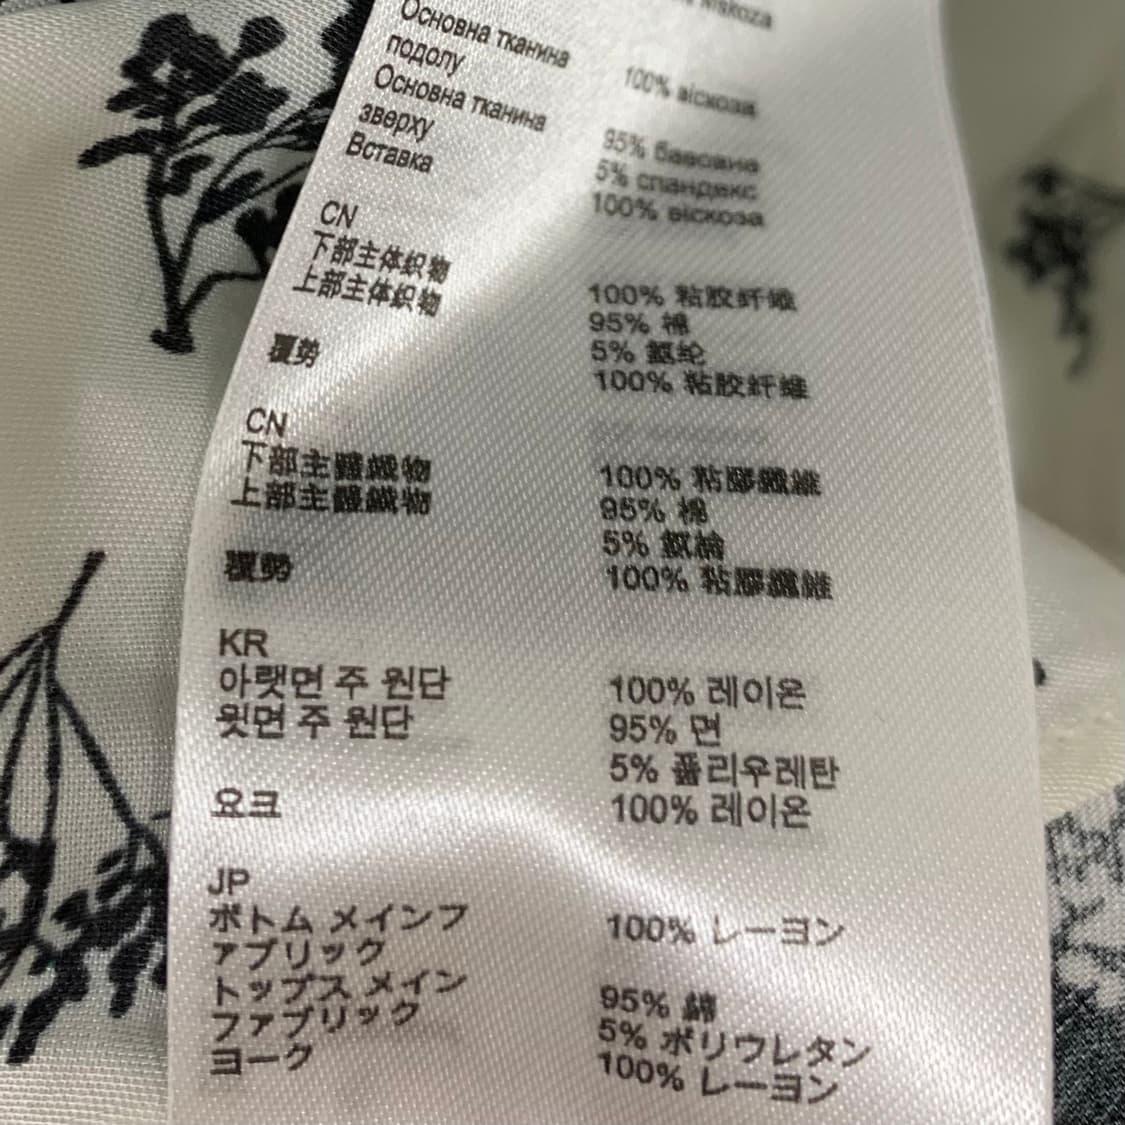 Основна тканина
подолу 100% віскоза
Основна тканина
зверху 95% бавовна
5% спандекс
Вставка 100% віскоза
CN
下部主体织物 100% 粘胶纤维
上部主体织物 95% 棉
5% 氨纶
覆势 100% 粘胶纤维
CN
下部主體織物 100% 粘膠纖維
上部主體織物 95% 棉
5% 氨綸
覆势 100% 粘膠纖維
KR
아랫면 주 원단 100% 레이온
윗면 주 원단 95% 면
5% 폴리우레탄
요크 100% 레이온
JP
ボトム メインフ 100% レーヨン
ァブリック
トップス メイン 95% 綿
ファブリック 5% ポリウレタン
ヨーク 100% レーヨン